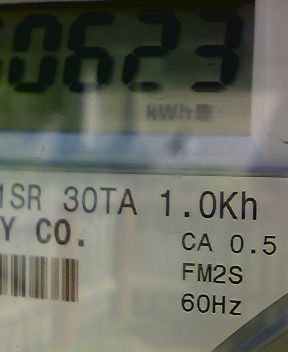 0623
kWh
1SR 30TA 1.0Kh
Y CO.
CA 0.5
FM2S
60Hz